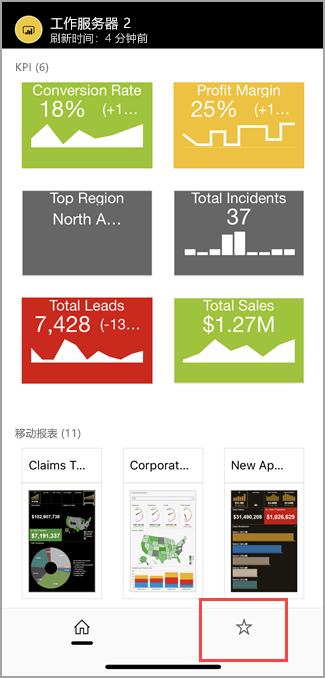 工作服务器 2
刷新时间：4 分钟前
KPI (6)
Conversion Rate
18% (+1...
Profit Margin
25% (+1...
Top Region
North A...
Total Incidents
37
Total Leads
7,428 (-13...
Total Sales
$1.27M
移动报表 (11)
Claims T...
Corporat...
New Ap...
$102,907,738
$7,191,337
$31,490,208
$1,026,629